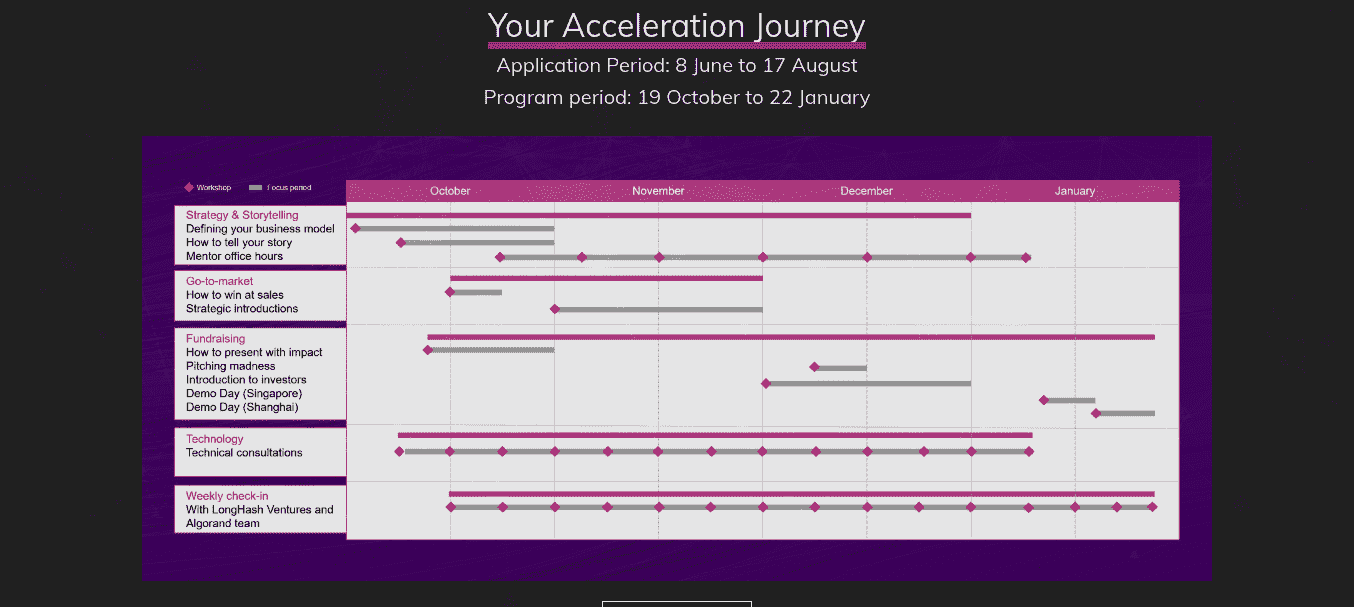 Your Acceleration Journey
Application Period: 8 June to 17 August
Program period: 19 October to 22 January
Workshop
Focus period
October
November
December
January
Strategy & Storytelling
Defining your business model
How to tell your story
Mentor office hours
Go-to-market
How to win at sales
Strategic introductions
Fundraising
How to present with impact
Pitching madness
Introduction to investors
Demo Day (Singapore)
Demo Day (Shanghai)
Technology
Technical consultations
Weekly check-in
With LongHash Ventures and
Algorand team